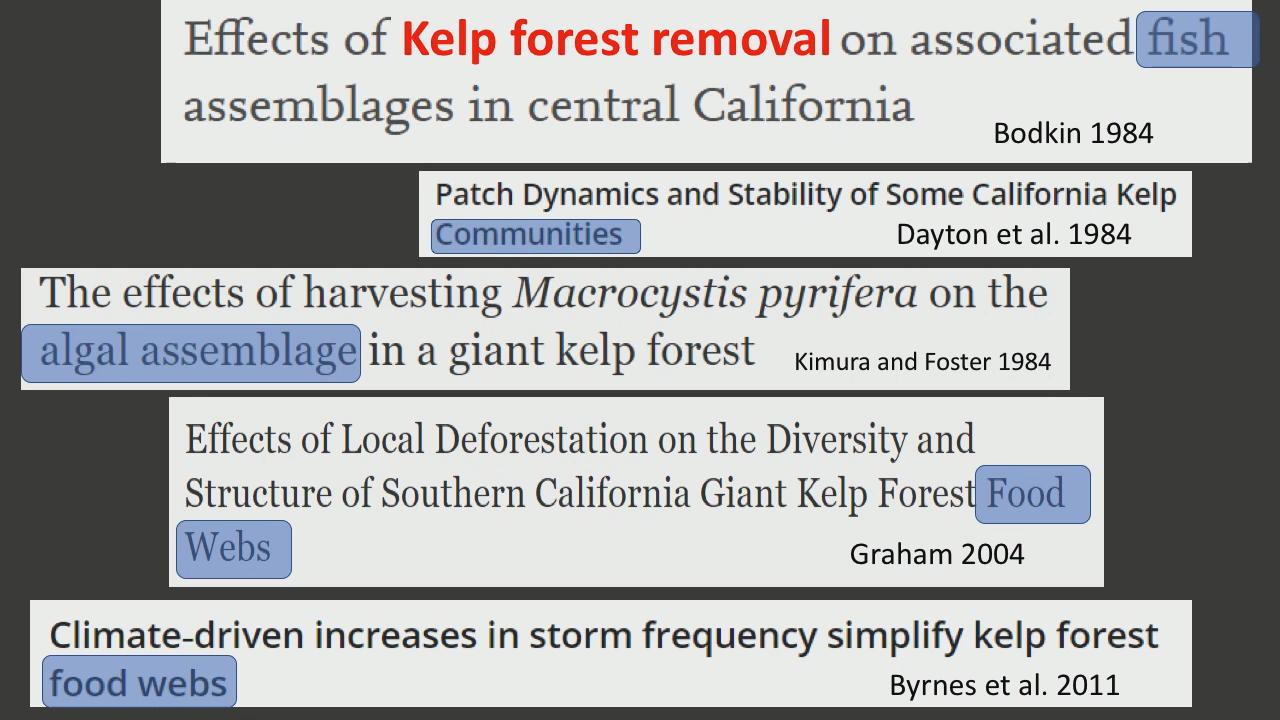 Effects of Kelp forest removal on associated fish
assemblages in central California
Bodkin 1984
Patch Dynamics and Stability of Some California Kelp
Communities
Dayton et al. 1984
The effects of harvesting Macrocystis pyrifera on the
algal assemblage in a giant kelp forest
Kimura and Foster 1984
Effects of Local Deforestation on the Diversity and
Structure of Southern California Giant Kelp Forest Food
Webs
Graham 2004
Climate-driven increases in storm frequency simplify kelp forest
food webs
Byrnes et al. 2011